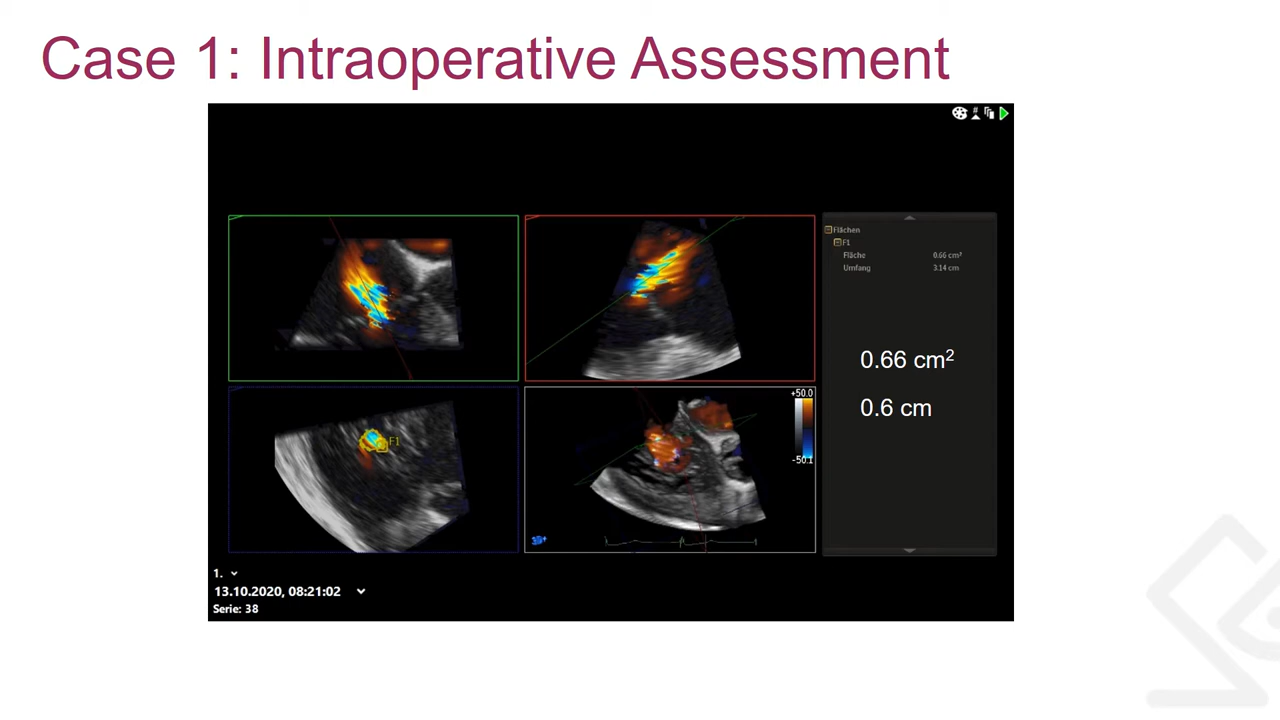 Case 1: Intraoperative Assessment
Flächen
F1
Fläche 0.66 cm²
Umfang 3.14 cm
0.66 cm²
0.6 cm
F1
+50.0
-50.1
1.
13.10.2020, 08:21:02
Serie: 38